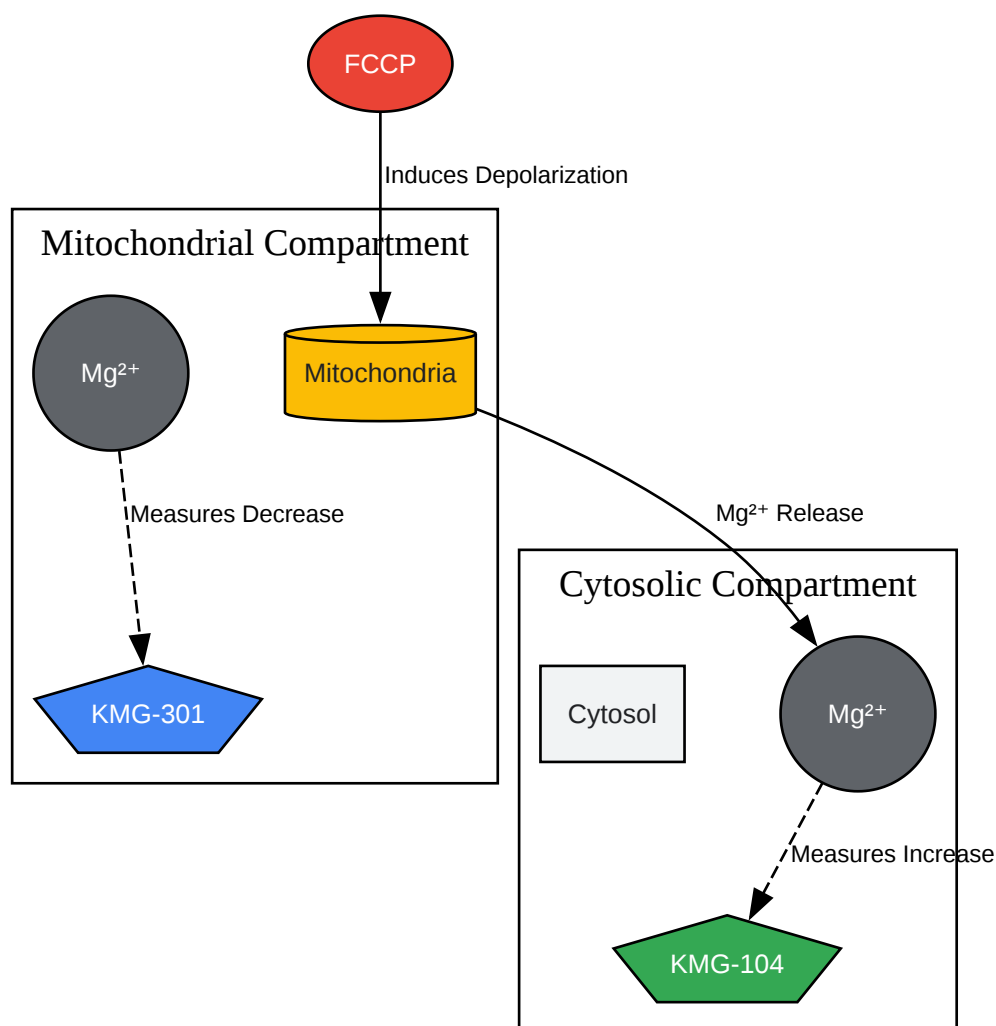 FCCP
Induces Depolarization
Mitochondrial Compartment
Mg²⁺
Mitochondria
Measures Decrease
Mg²⁺ Release
Cytosolic Compartment
KMG-301
Cytosol
Mg²⁺
Measures Increase
KMG-104